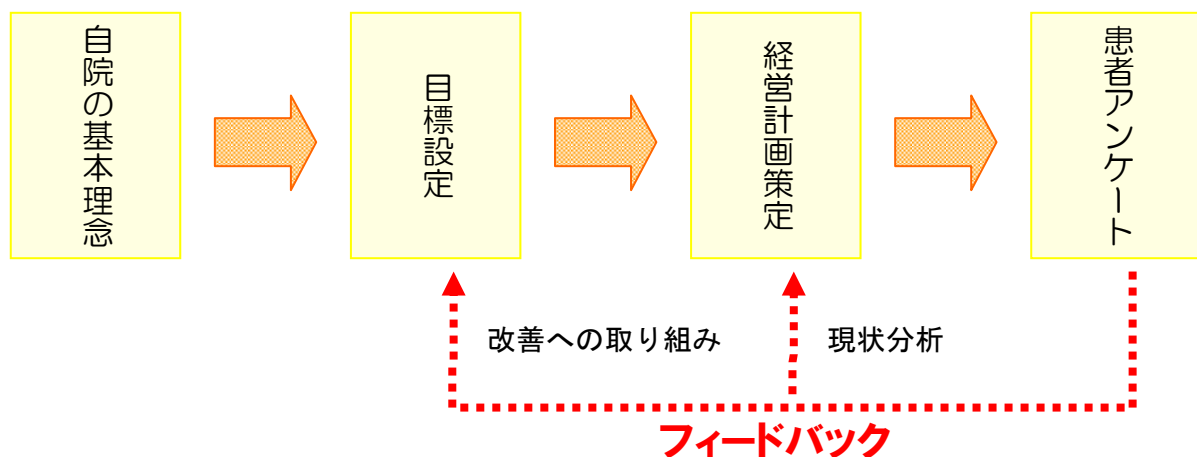 自院の基本理念
目標設定
経営計画策定
患者アンケート
改善への取り組み
現状分析
フィードバック